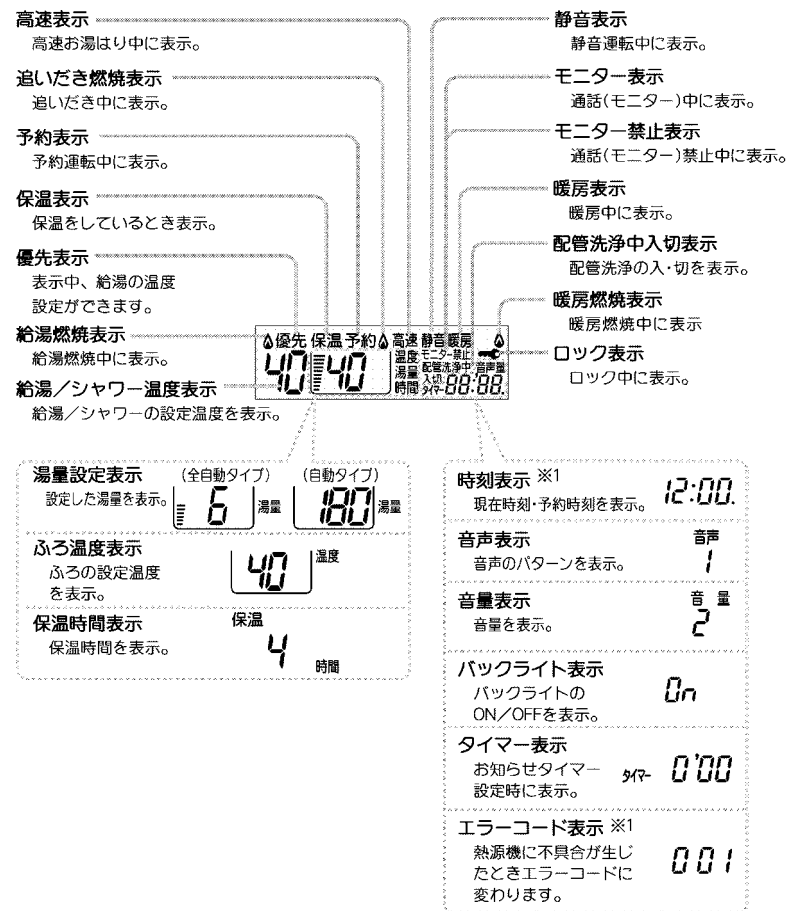 高速表示
高速お湯はり中に表示。
追いだき燃焼表示
追いだき中に表示。
予約表示
予約運転中に表示。
保温表示
保温をしているとき表示。
優先表示
表示中、給湯の温度
設定ができます。
給湯燃焼表示
給湯燃焼中に表示。
給湯／シャワー温度表示
給湯／シャワーの設定温度を表示。
静音表示
静音運転中に表示。
モニター表示
通話(モニター)中に表示。
モニター禁止表示
通話(モニター)禁止中に表示。
暖房表示
暖房中に表示。
配管洗浄中入切表示
配管洗浄の入・切を表示。
暖房燃焼表示
暖房燃焼中に表示
ロック表示
ロック中に表示。
優先 保温 予約 高速 静音 暖房
40 40 温度 モニター禁止
湯量 配管洗浄中 音声量
時間 入切 タイマー 88:88.
湯量設定表示 (全自動タイプ) (自動タイプ)
設定した湯量を表示。 6 湯量 180 湯量
ふろ温度表示 40 温度
ふろの設定温度
を表示。
保温時間表示 保温
保温時間を表示。 4 時間
時刻表示 ※1 12:00.
現在時刻・予約時刻を表示。
音声表示 音声
音声のパターンを表示。 1
音量表示 音 量
音量を表示。 2
バックライト表示
バックライトの On
ON／OFFを表示。
タイマー表示
お知らせタイマー タイマー 0'00
設定時に表示。
エラーコード表示 ※1
熱源機に不具合が生じ 001
たときエラーコードに
変わります。